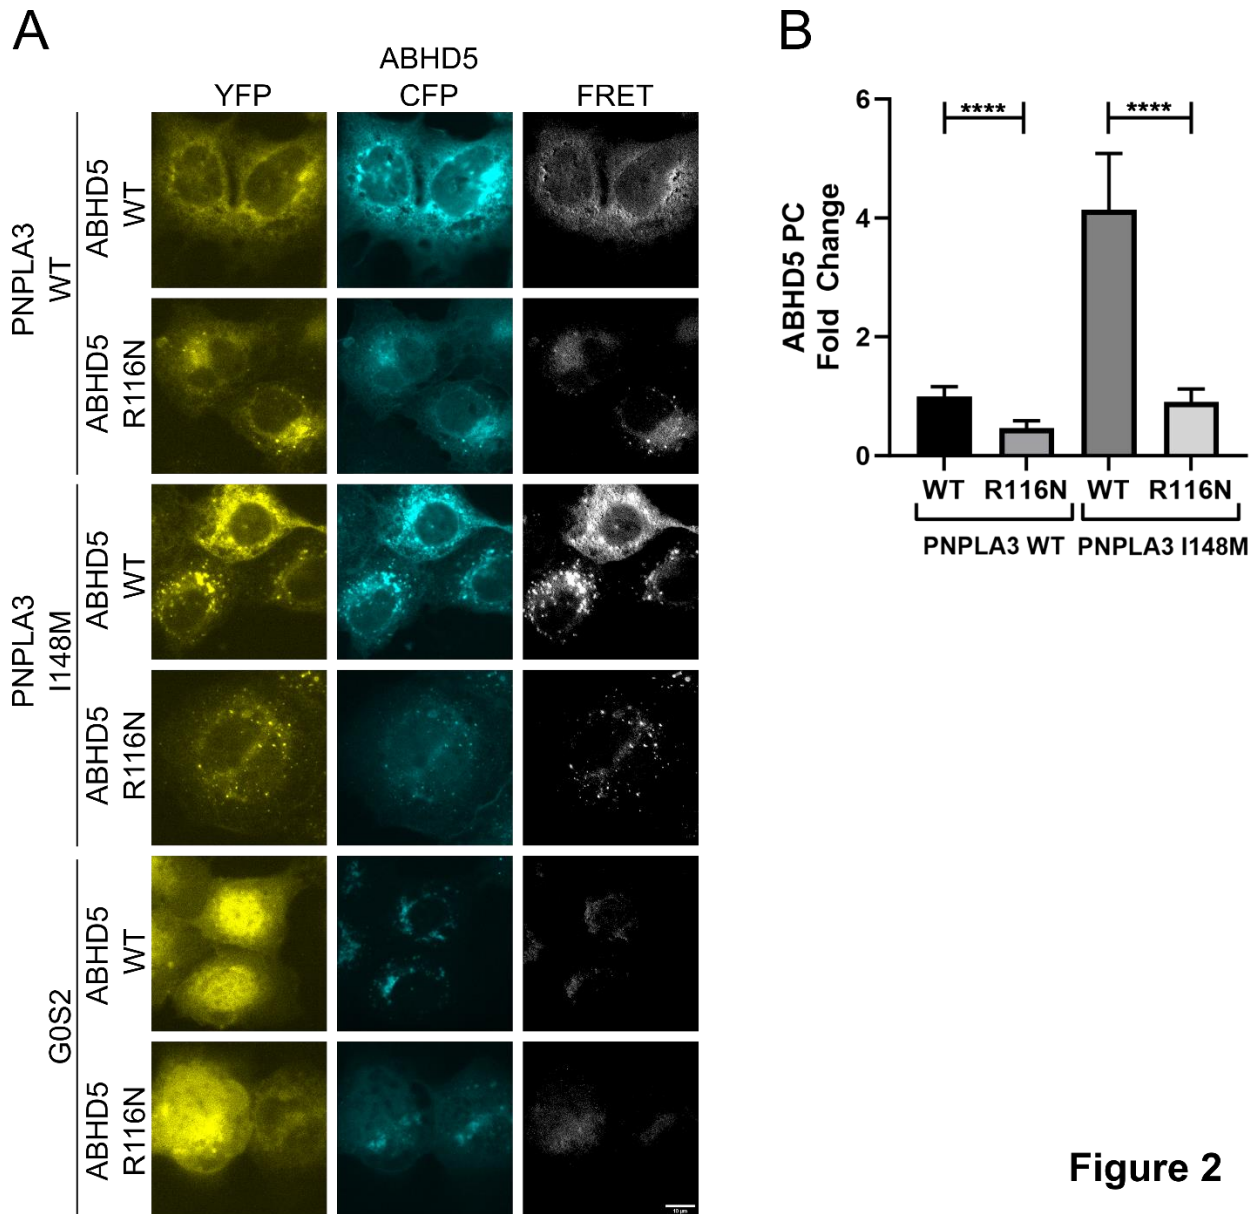 A
B
ABHD5
YFP
CFP
FRET
PNPLA3
WT
ABHD5
WT
ABHD5
R116N
PNPLA3
I148M
ABHD5
WT
ABHD5
R116N
G0S2
ABHD5
WT
ABHD5
R116N
10 µm
ABHD5 PC
Fold Change
6
4
2
0
****
****
WT R116N WT R116N
PNPLA3 WT PNPLA3 I148M
Figure 2